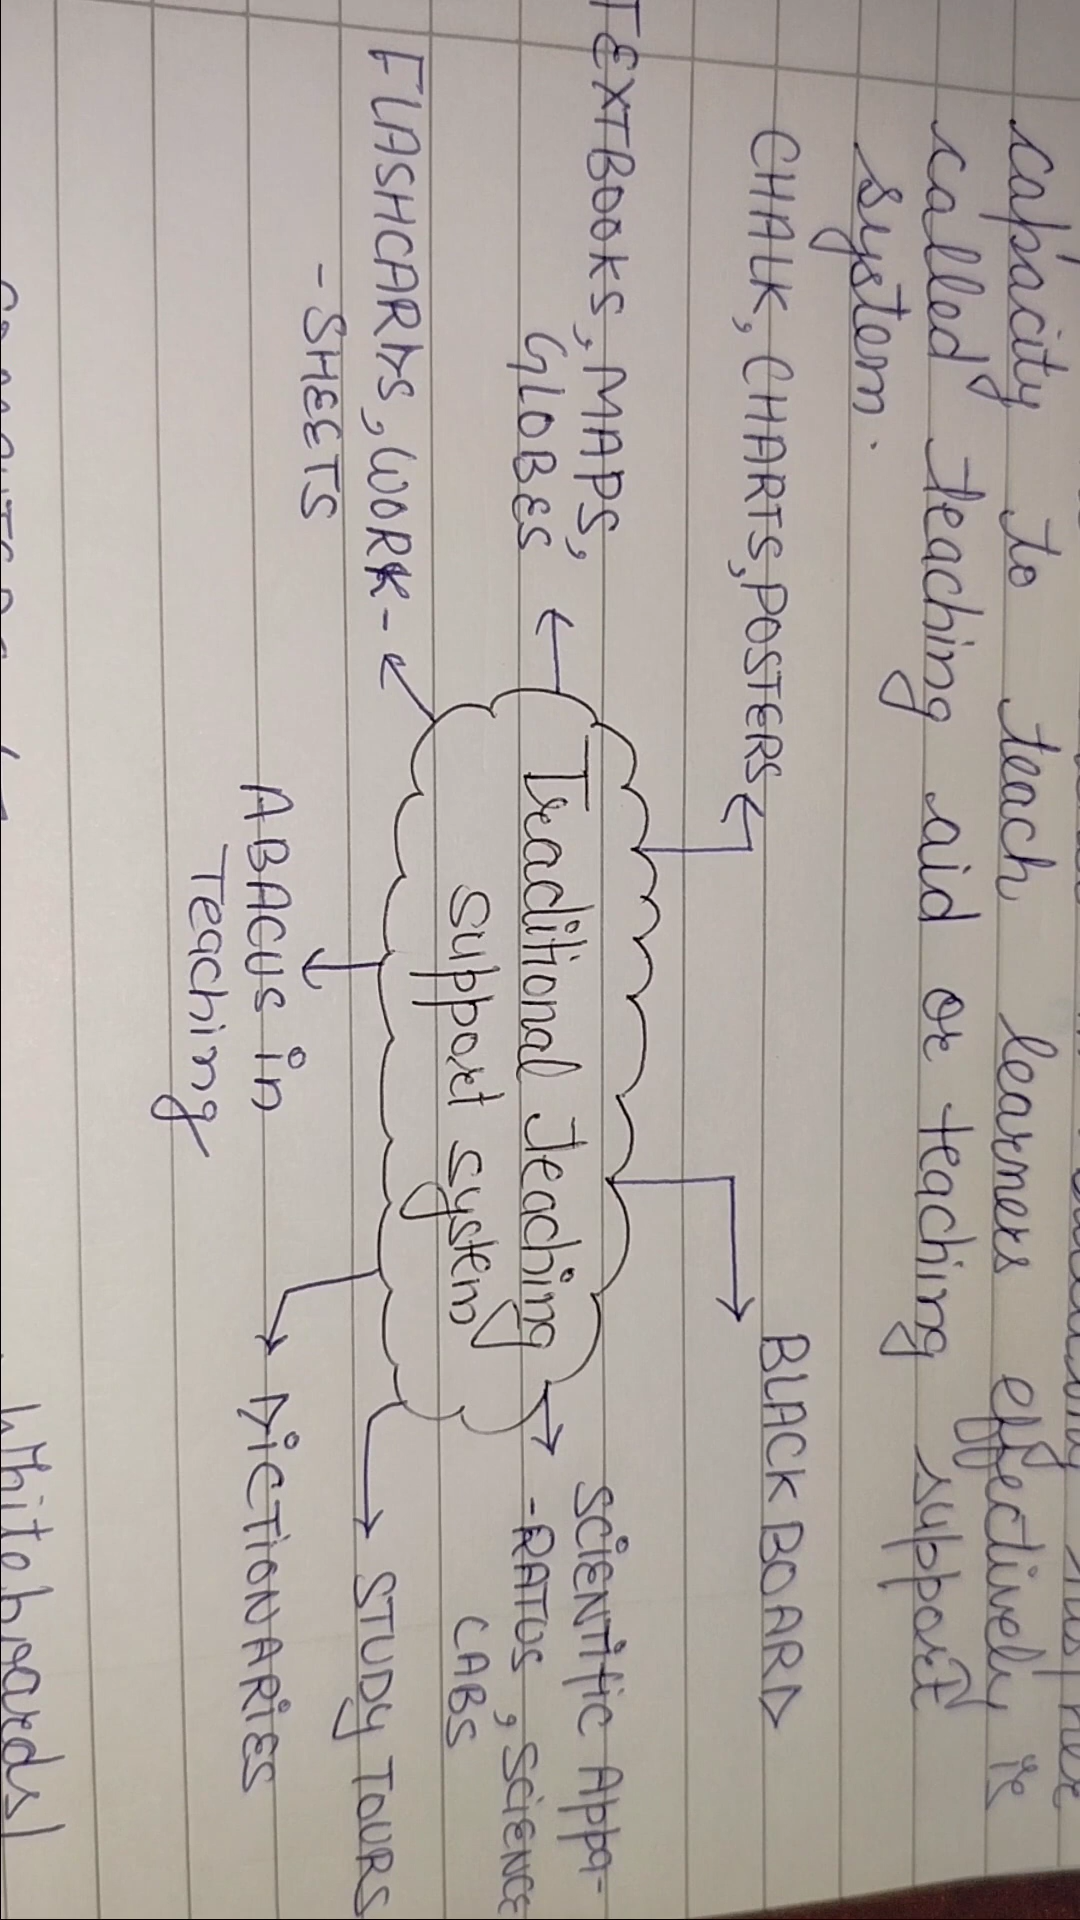 capacity to teach learners effectively is
called teaching aid or teaching support
system.
CHALK, CHARTS, POSTERS
BLACK BOARD
TEXTBOOKS, MAPS,
GLOBES
Traditional Teaching
support system
SCIENTIFIC APPA-
-RATUS, SCIENCE
LABS
FLASHCARDS, WORK-
-SHEETS
STUDY TOURS
ABACUS in
Teaching
DICTIONARIES
whiteboards